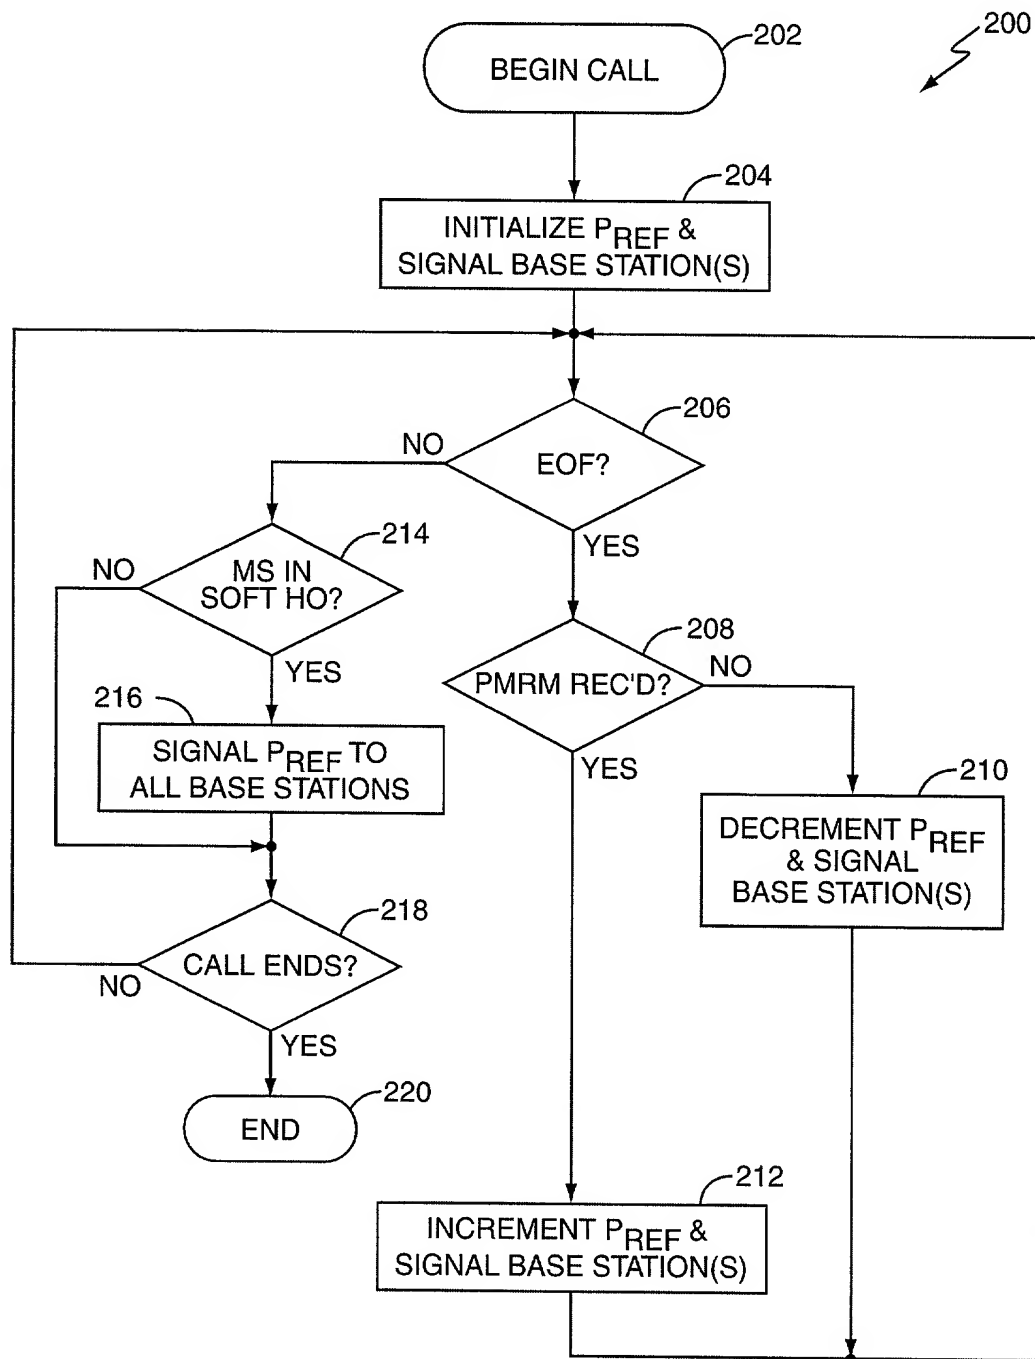 200
202
BEGIN CALL
204
INITIALIZE PREF &
SIGNAL BASE STATION(S)
206
NO
EOF?
YES
214
NO
MS IN
SOFT HO?
YES
208
NO
PMRM REC'D?
YES
216
SIGNAL PREF TO
ALL BASE STATIONS
210
DECREMENT PREF
& SIGNAL
BASE STATION(S)
218
CALL ENDS?
NO
YES
220
END
212
INCREMENT PREF &
SIGNAL BASE STATION(S)